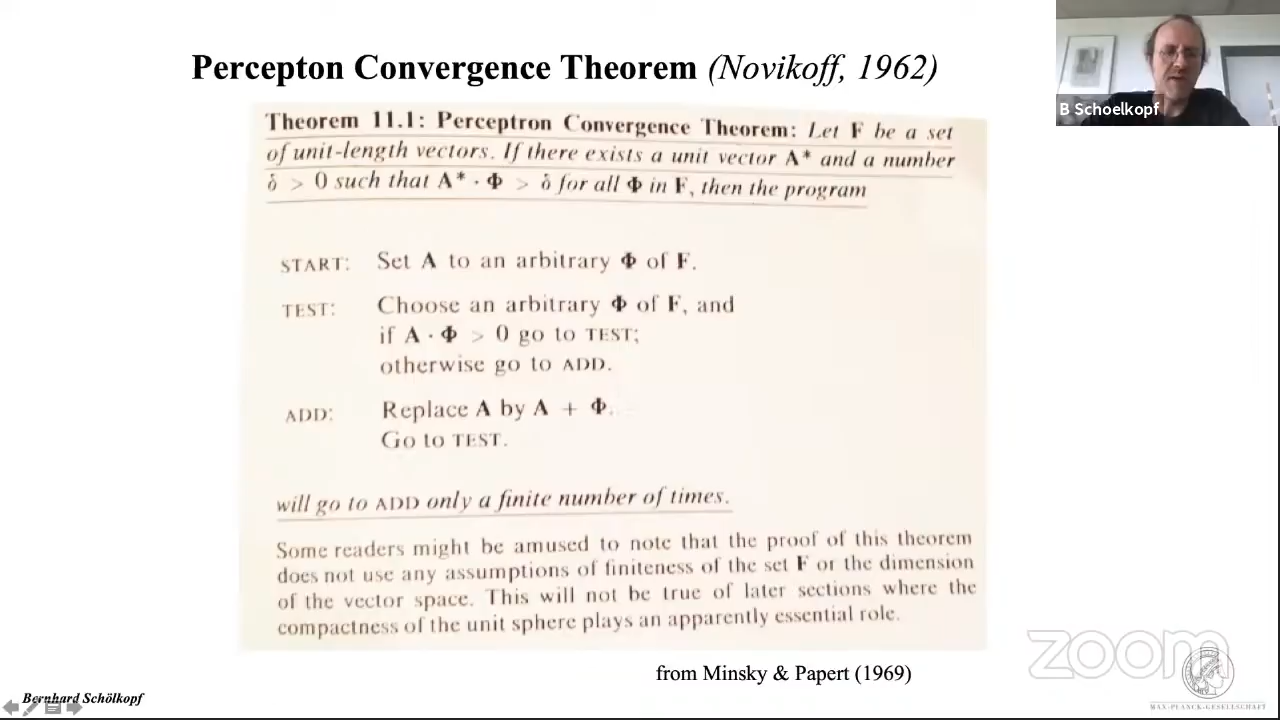 Percepton Convergence Theorem (Novikoff, 1962)
B Schoelkopf
Theorem 11.1: Perceptron Convergence Theorem: Let F be a set
of unit-length vectors. If there exists a unit vector A* and a number
δ > 0 such that A* · Φ > δ for all Φ in F, then the program
START: Set A to an arbitrary Φ of F.
TEST: Choose an arbitrary Φ of F, and
if A · Φ > 0 go to TEST;
otherwise go to ADD.
ADD: Replace A by A + Φ.
Go to TEST.
will go to ADD only a finite number of times.
Some readers might be amused to note that the proof of this theorem
does not use any assumptions of finiteness of the set F or the dimension
of the vector space. This will not be true of later sections where the
compactness of the unit sphere plays an apparently essential role.
from Minsky & Papert (1969)
zoom
Bernhard Schölkopf
MAX-PLANCK-GESELLSCHAFT